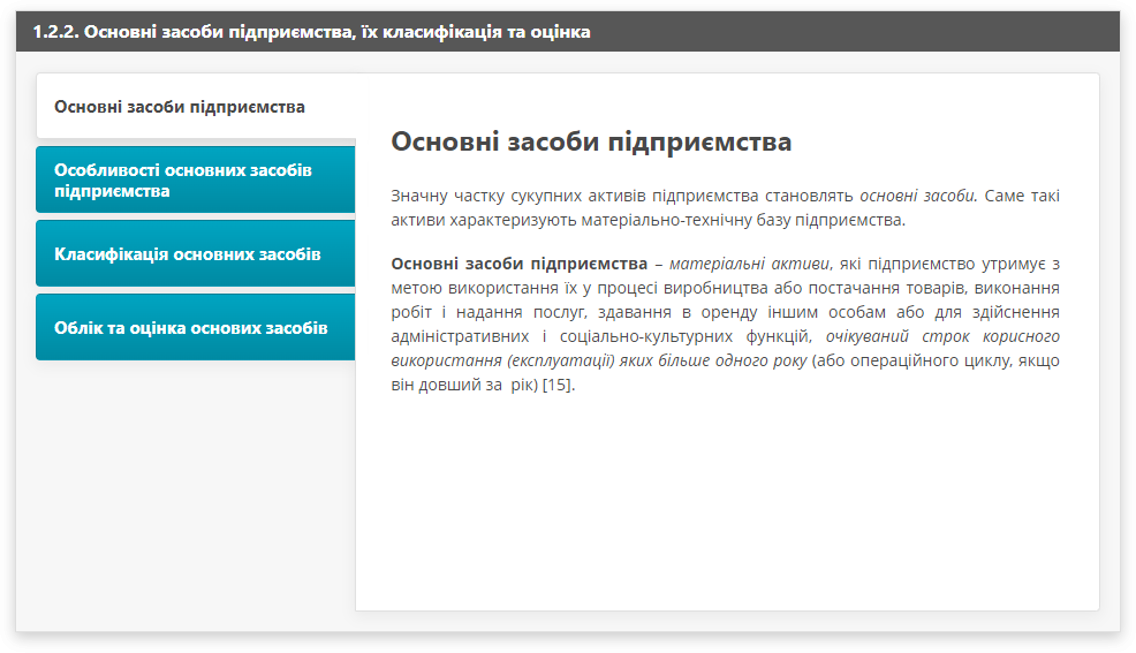 1.2.2. Основні засоби підприємства, їх класифікація та оцінка
Основні засоби підприємства
Особливості основних засобів
підприємства
Класифікація основних засобів
Облік та оцінка основих засобів
Основні засоби підприємства
Значну частку сукупних активів підприємства становлять основні засоби. Саме такі
активи характеризують матеріально-технічну базу підприємства.
Основні засоби підприємства – матеріальні активи, які підприємство утримує з
метою використання їх у процесі виробництва або постачання товарів, виконання
робіт і надання послуг, здавання в оренду іншим особам або для здійснення
адміністративних і соціально-культурних функцій, очікуваний строк корисного
використання (експлуатації) яких більше одного року (або операційного циклу, якщо
він довший за рік) [15].